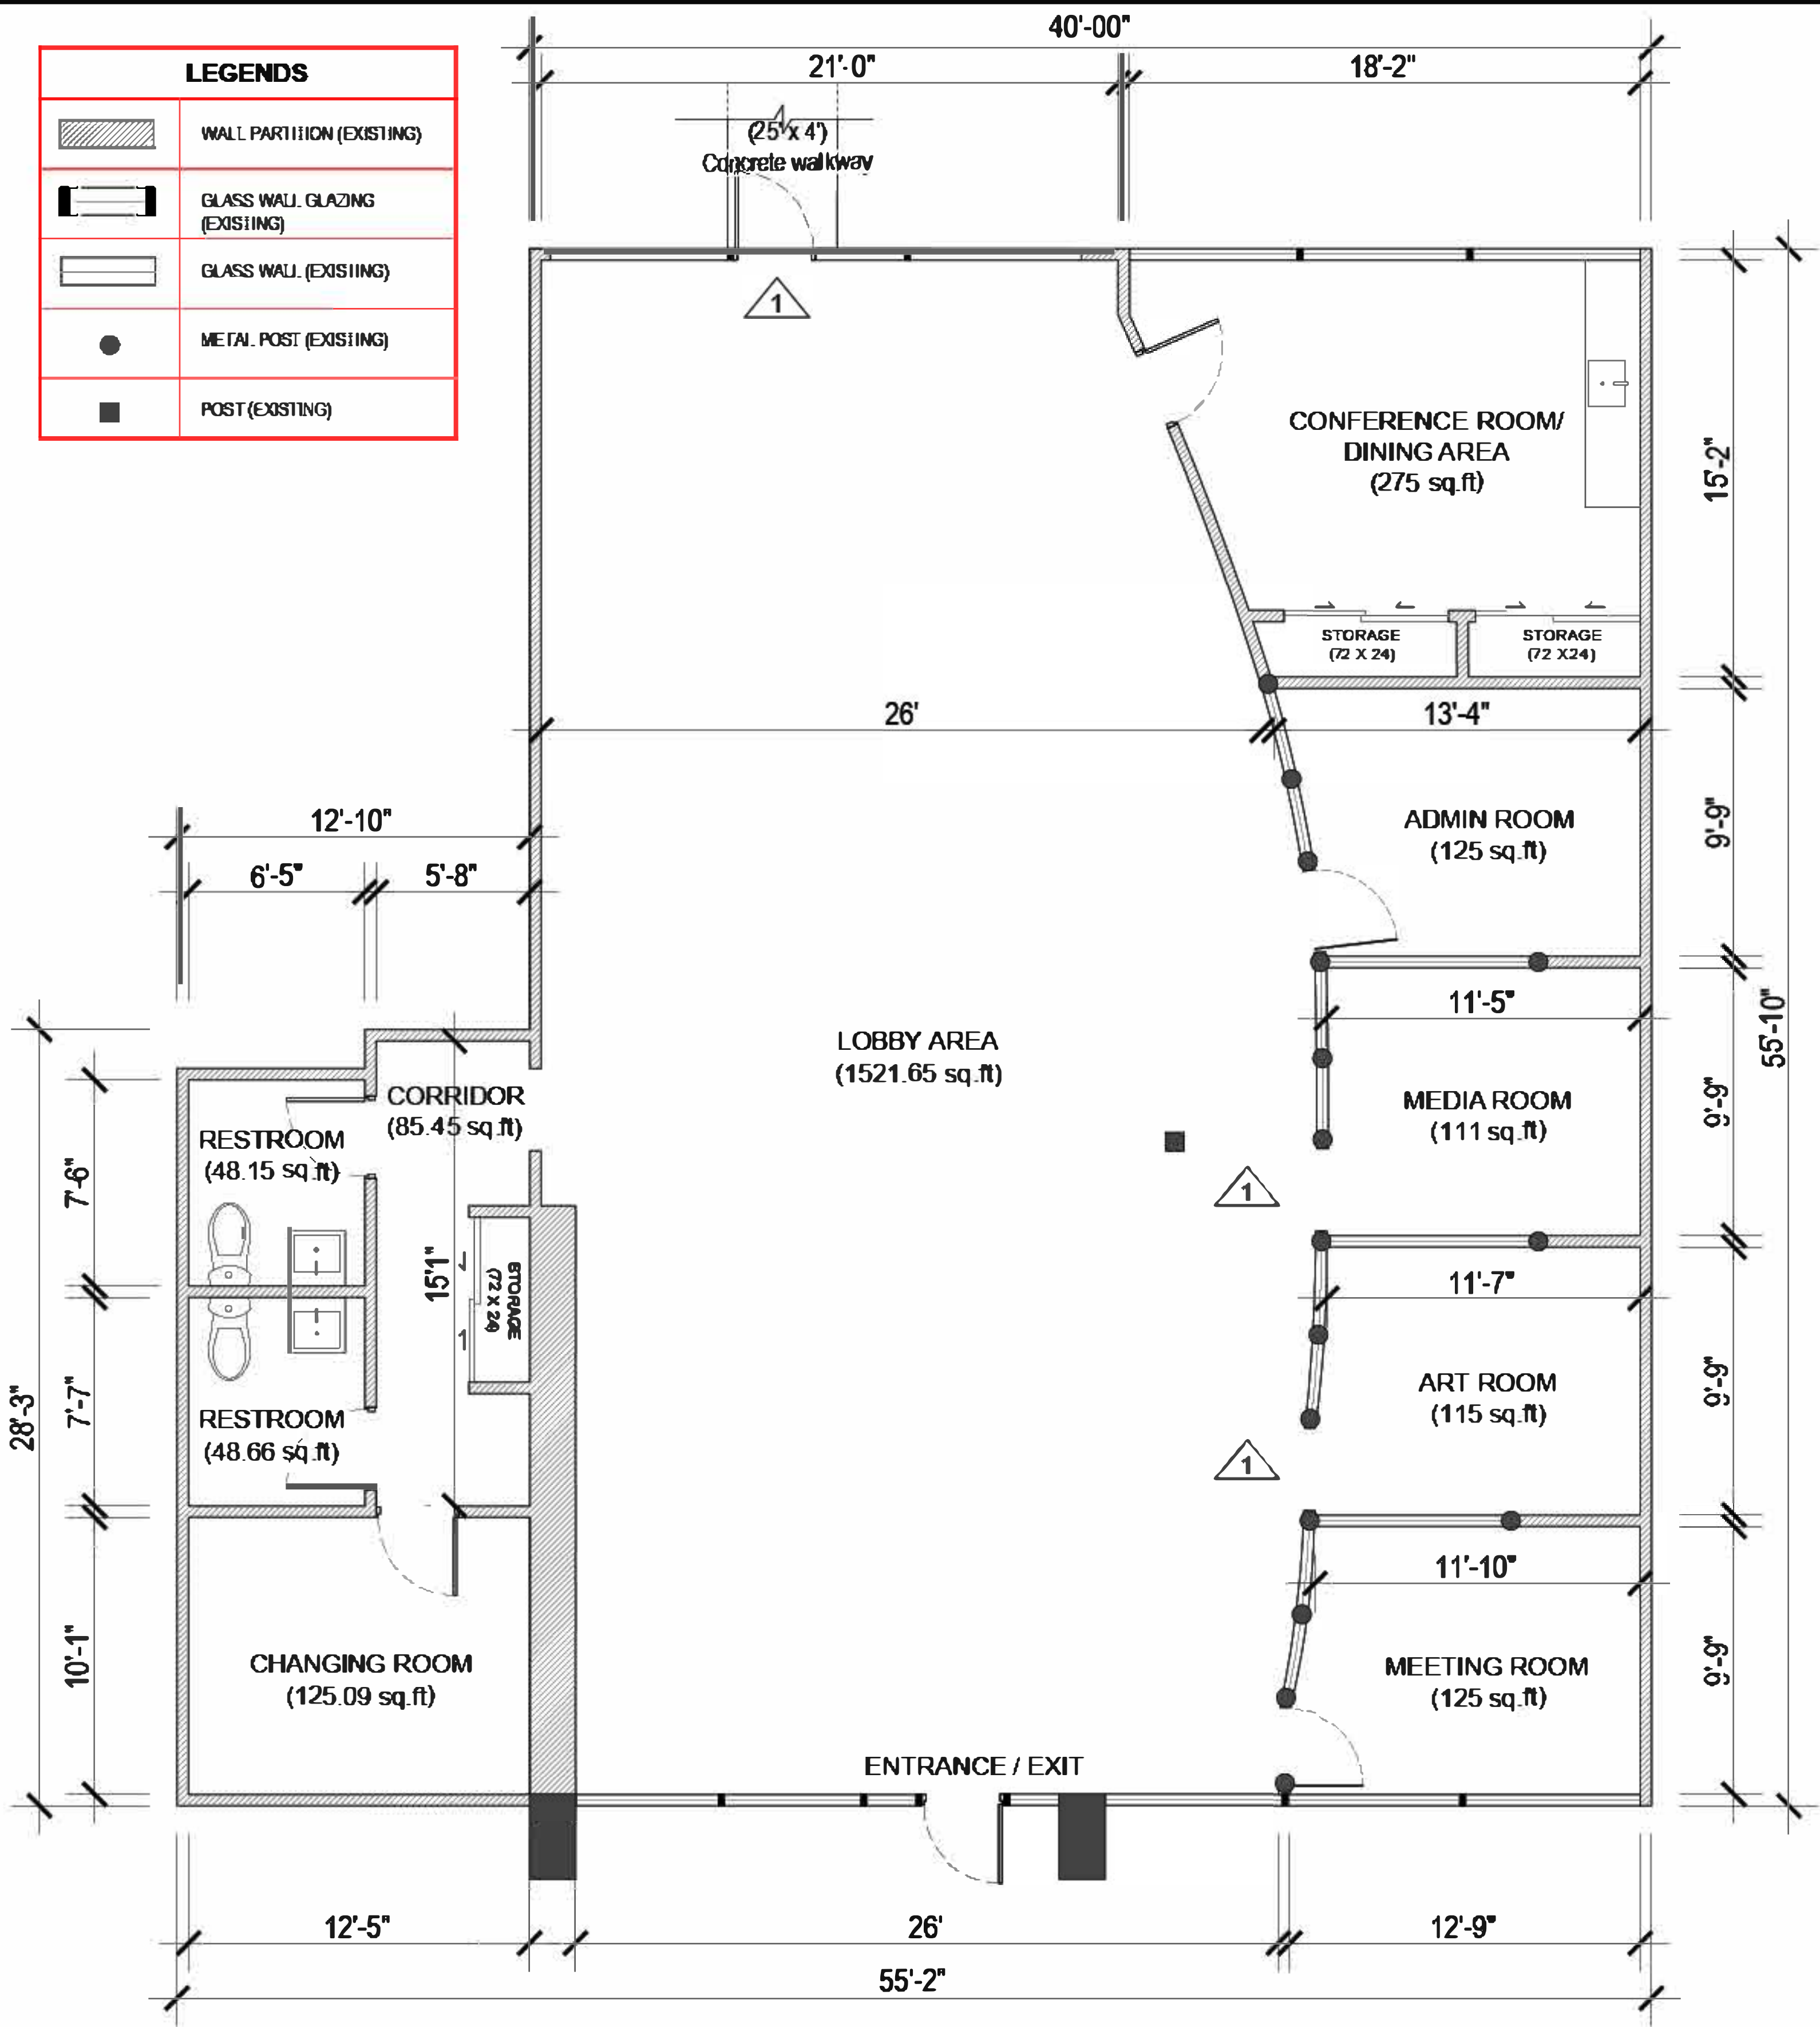 40'-00"
21'-0"
18'-2"
LEGENDS
WALL PARTITION (EXISTING)
GLASS WALL GLAZING
(EXISTING)
GLASS WALL (EXISTING)
METAL POST (EXISTING)
POST (EXISTING)
(25' x 4')
Concrete walkway
1
CONFERENCE ROOM/
DINING AREA
(275 sq.ft)
15'-2"
STORAGE
(72 X 24)
STORAGE
(72 X24)
26'
13'-4"
12'-10"
6'-5"
5'-8"
ADMIN ROOM
(125 sq.ft)
9'-9"
11'-5"
55'-10"
LOBBY AREA
(1521.65 sq.ft)
CORRIDOR
(85.45 sq.ft)
RESTROOM
(48.15 sq.ft)
7'-6"
MEDIA ROOM
(111 sq.ft)
9'-9"
1
15'1"
STORAGE
(72 X 24)
11'-7"
28'-3"
7'-7"
RESTROOM
(48.66 sq.ft)
ART ROOM
(115 sq.ft)
9'-9"
1
11'-10"
10'-1"
CHANGING ROOM
(125.09 sq.ft)
MEETING ROOM
(125 sq.ft)
9'-9"
ENTRANCE / EXIT
12'-5"
26'
12'-9"
55'-2"